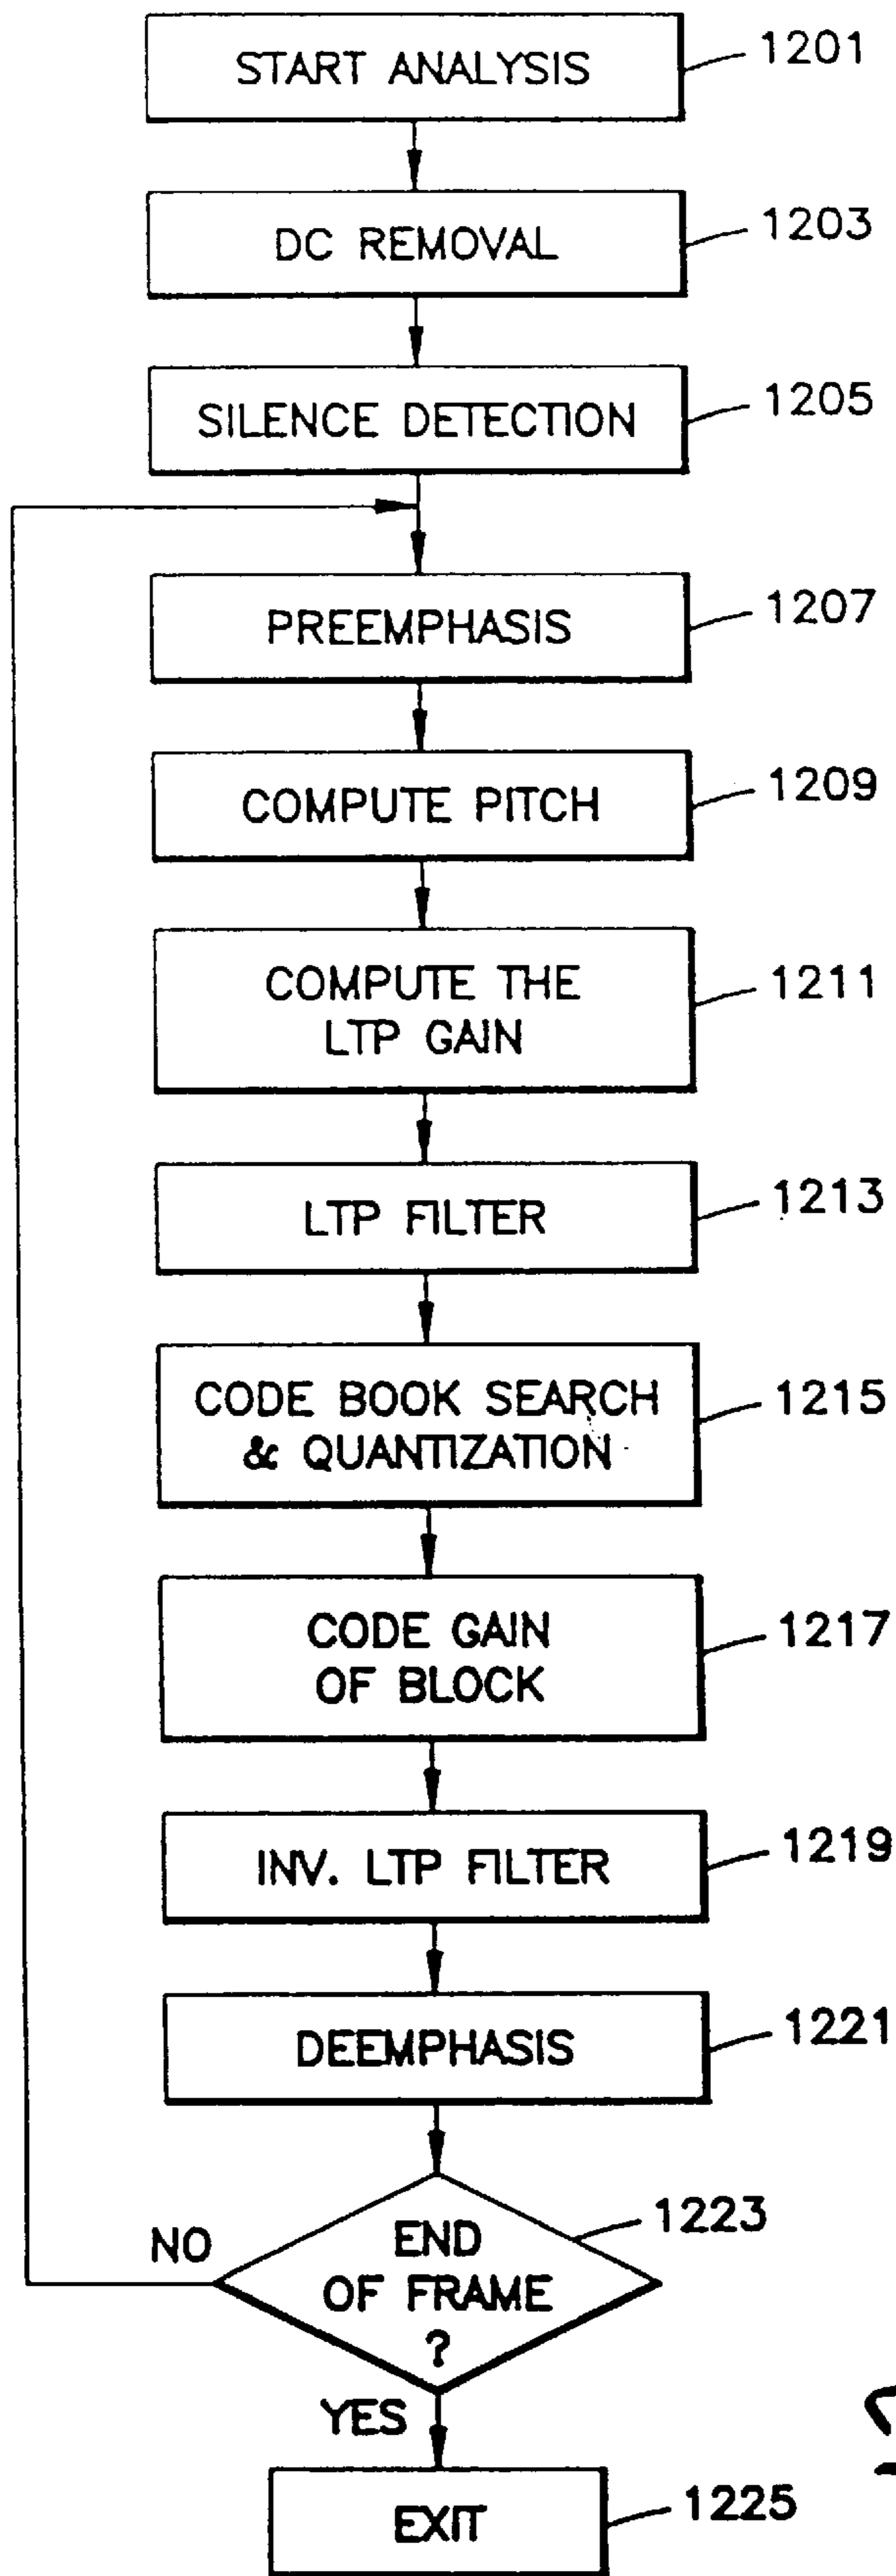 START ANALYSIS 1201
DC REMOVAL 1203
SILENCE DETECTION 1205
PREEMPHASIS 1207
COMPUTE PITCH 1209
COMPUTE THE
LTP GAIN 1211
LTP FILTER 1213
CODE BOOK SEARCH
& QUANTIZATION 1215
CODE GAIN
OF BLOCK 1217
INV. LTP FILTER 1219
DEEMPHASIS 1221
END
OF FRAME
? 1223
NO
YES
EXIT 1225